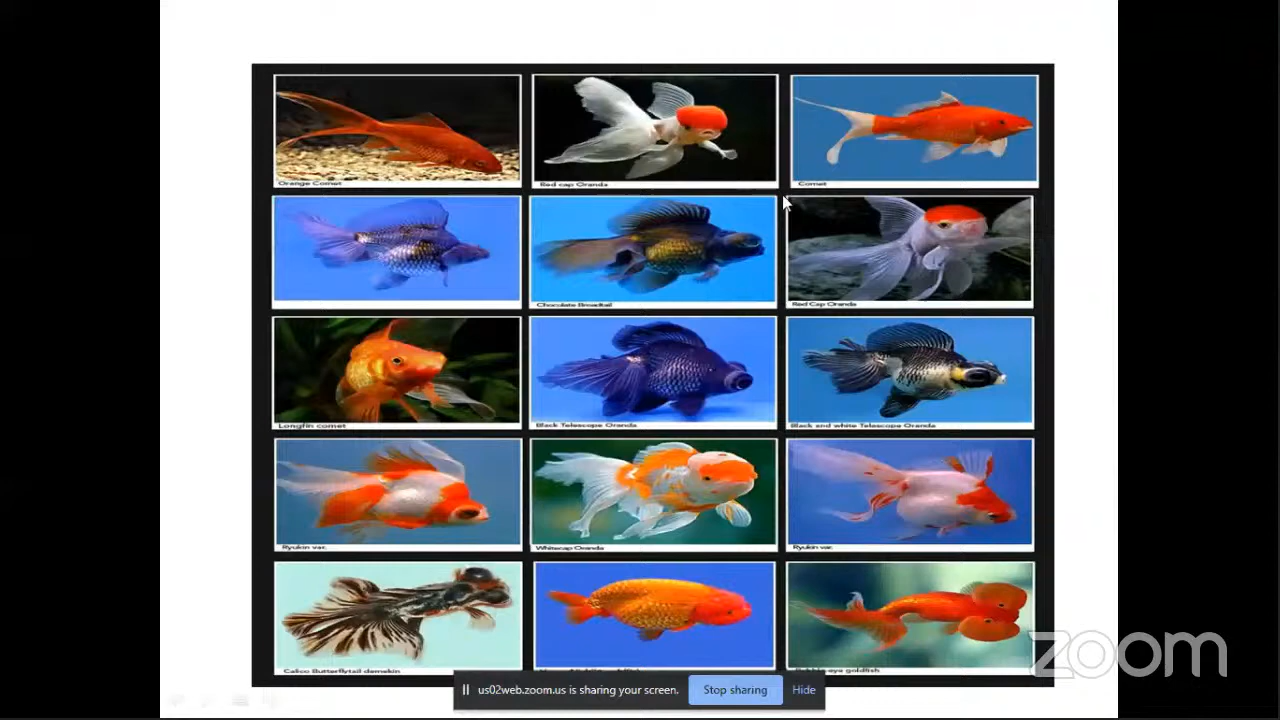 Orange Comet
Red cap Oranda
Comet
Chocolate Broadtail
Red Cap Oranda
Longfin comet
Black Telescope Oranda
Black and white Telescope Oranda
Ryukin var.
Whitecap Oranda
Ryukin var.
Calico Butterflytail demekin
Bubble eye goldfish
zoom
us02web.zoom.us is sharing your screen.
Stop sharing
Hide